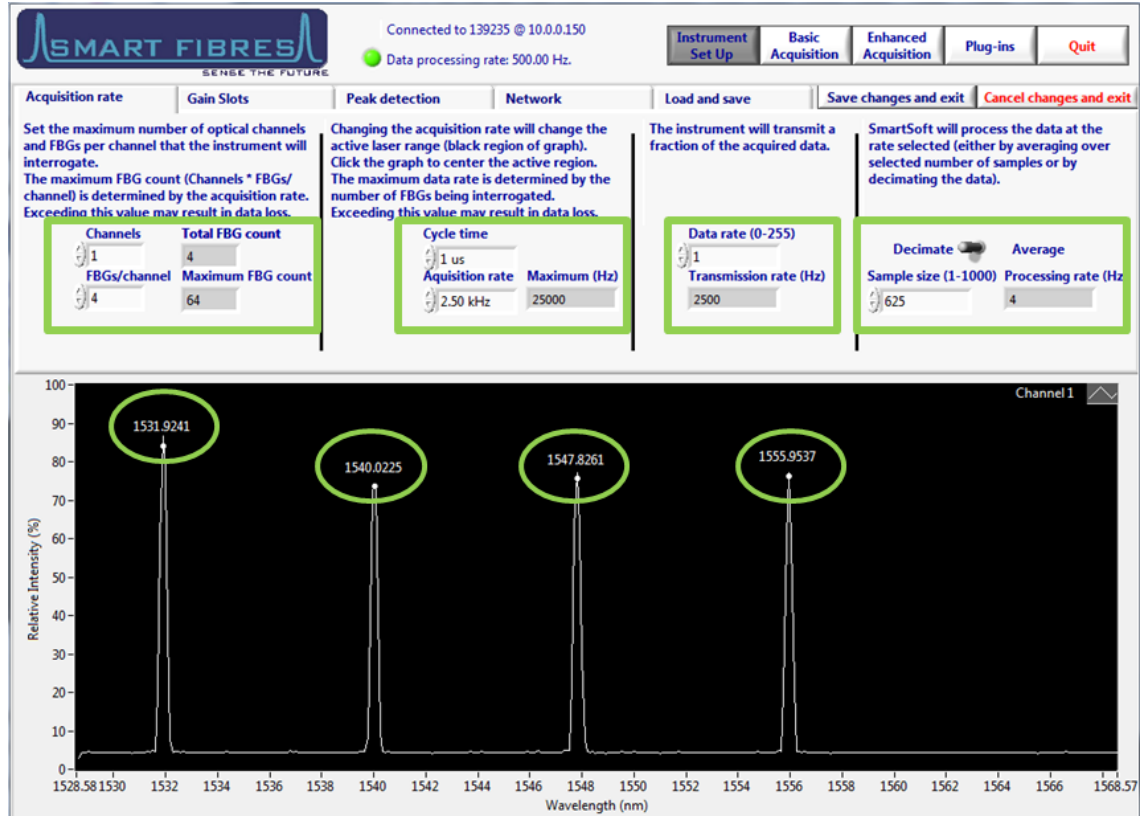 SMART FIBRES
SENSE THE FUTURE
Connected to 139235 @ 10.0.0.150
Data processing rate: 500.00 Hz.
Instrument Set Up
Basic Acquisition
Enhanced Acquisition
Plug-ins
Quit
Acquisition rate
Gain Slots
Peak detection
Network
Load and save
Save changes and exit
Cancel changes and exit
Set the maximum number of optical channels
and FBGs per channel that the instrument will
interrogate.
The maximum FBG count (Channels * FBGs/
channel) is determined by the acquisition rate.
Exceeding this value may result in data loss.
Channels
Total FBG count
1
4
FBGs/channel
Maximum FBG count
4
64
Changing the acquisition rate will change the
active laser range (black region of graph).
Click the graph to center the active region.
The maximum data rate is determined by the
number of FBGs being interrogated.
Exceeding this value may result in data loss.
Cycle time
1 us
Aquisition rate
Maximum (Hz)
2.50 kHz
25000
The instrument will transmit a
fraction of the acquired data.
Data rate (0-255)
1
Transmission rate (Hz)
2500
SmartSoft will process the data at the
rate selected (either by averaging over
selected number of samples or by
decimating the data).
Decimate
Average
Sample size (1-1000)
Processing rate (Hz
625
4
Channel 1
1531.9241
1540.0225
1547.8261
1555.9537
Relative Intensity (%)
100
90
80
70
60
50
40
30
20
10
0
1528.58 1530 1532 1534 1536 1538 1540 1542 1544 1546 1548 1550 1552 1554 1556 1558 1560 1562 1564 1566 1568.57
Wavelength (nm)